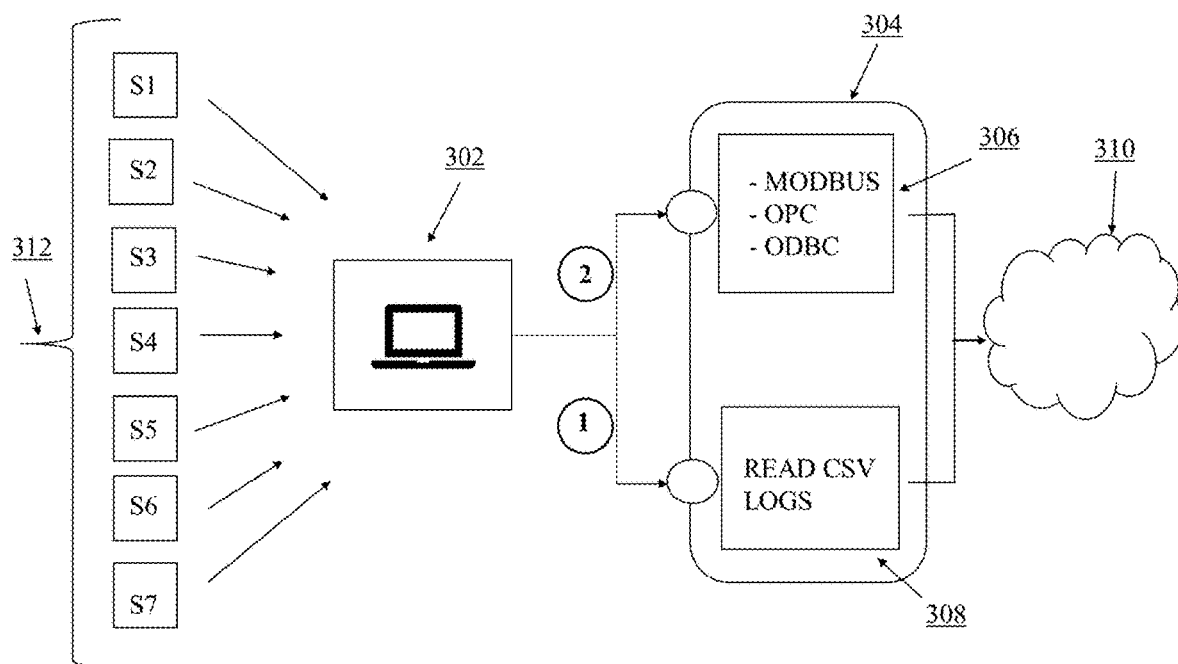 304
S1
306
302
310
S2
- MODBUS
- OPC
- ODBC
312
S3
2
S4
1
S5
READ CSV
LOGS
S6
S7
308